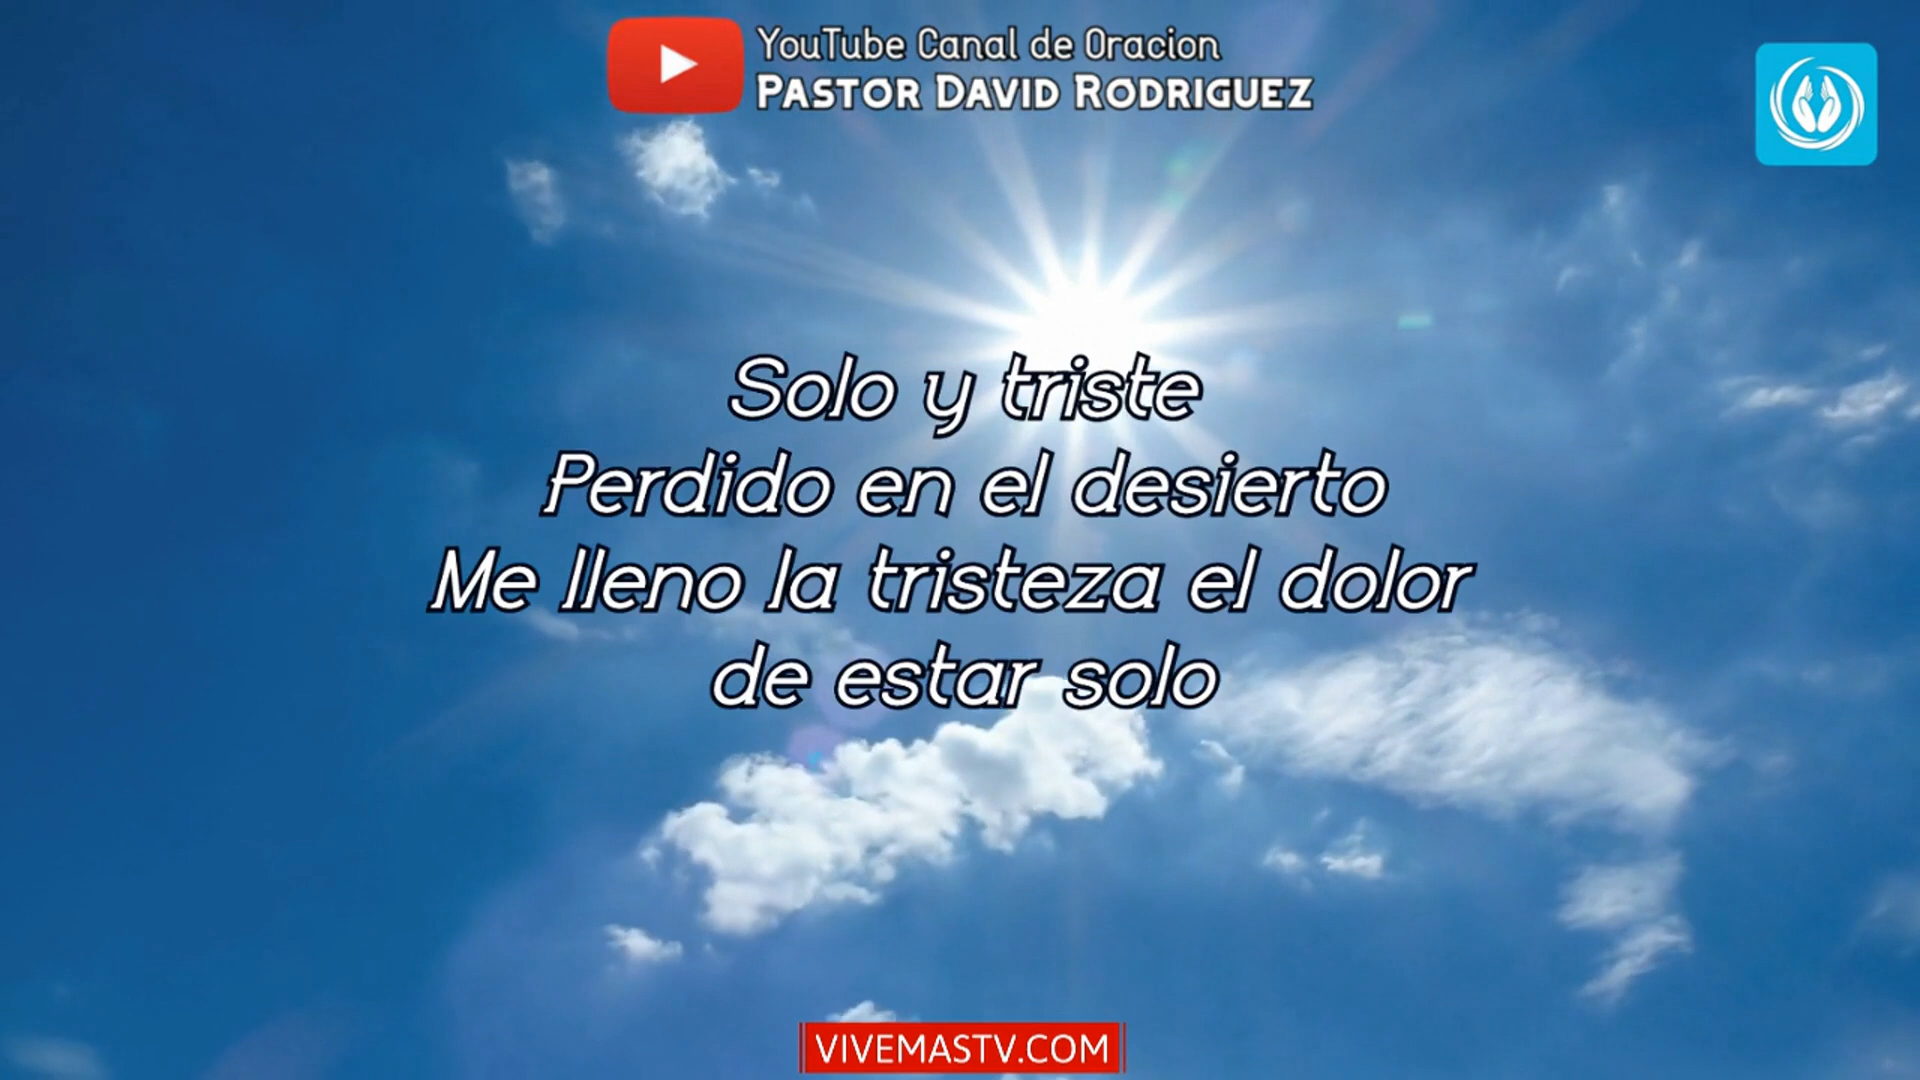 YouTube Canal de Oracion
PASTOR DAVID RODRIGUEZ
Solo y triste
Perdido en el desierto
Me lleno la tristeza el dolor
de estar solo
VIVEMASTV.COM